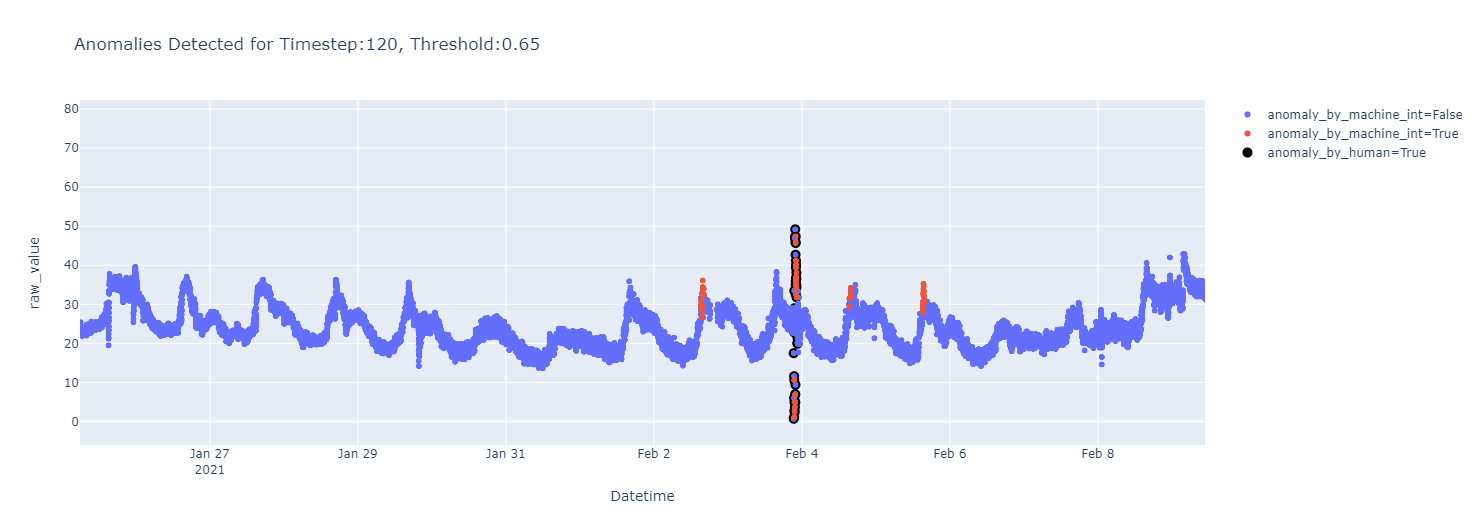 Anomalies Detected for Timestep:120, Threshold:0.65
80
70
60
50
40
30
20
10
0
raw_value
Jan 27
2021
Jan 29
Jan 31
Feb 2
Feb 4
Feb 6
Feb 8
Datetime
anomaly_by_machine_int=False
anomaly_by_machine_int=True
anomaly_by_human=True